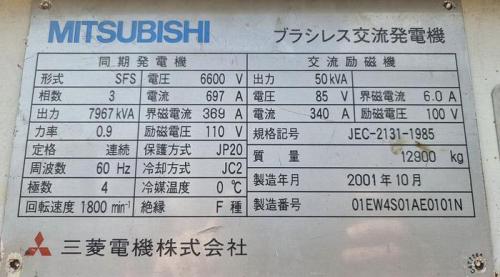 MITSUBISHI ブラシレス交流発電機
同期発電機 交流励磁機
形式 SFS 電圧 6600 V 出力 50 kVA
相数 3 電流 697 A 電圧 85 V 界磁電流 6.0 A
出力 7967 kVA 界磁電流 369 A 電流 340 A 励磁電圧 100 V
力率 0.9 励磁電圧 110 V 規格記号 JEC-2131-1985
定格 連続 保護方式 JP20 質量 12900 kg
周波数 60 Hz 冷却方式 JC2
極数 4 冷媒温度 0 ℃ 製造年月 2001年10月
回転速度 1800 min⁻¹ 絶縁 F 種 製造番号 01EW4S01AE0101N
三菱電機株式会社